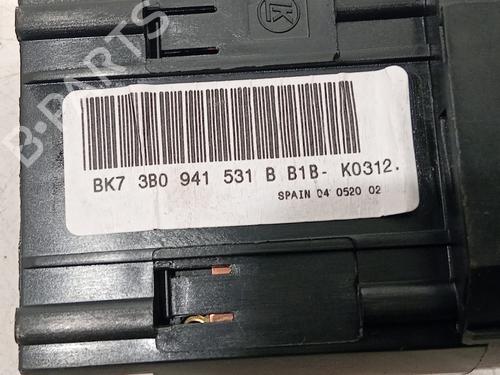 B-PARTS
K
BK7 3B0 941 531 B B1B- K0312.
SPAIN 04 0520 02